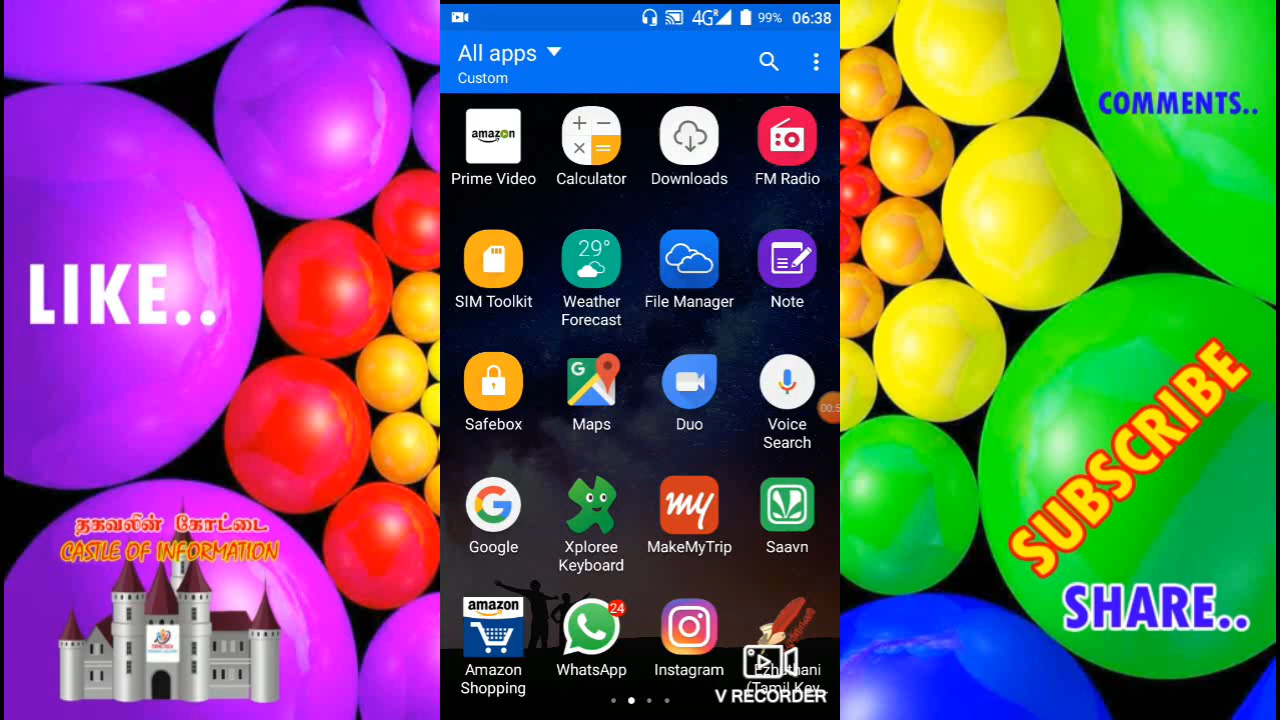 4G R 99% 06:38
All apps
Custom
COMMENTS..
amazon
Prime Video Calculator Downloads FM Radio
29°
SIM Toolkit Weather Forecast File Manager Note
LIKE..
G
Safebox Maps Duo Voice Search
SUBSCRIBE
my
Google Xploree Keyboard MakeMyTrip Saavn
தகவலின் கோட்டை
CASTLE OF INFORMATION
SHARE..
amazon 24
Amazon Shopping WhatsApp Instagram
(Tamil Key
V RECORDER